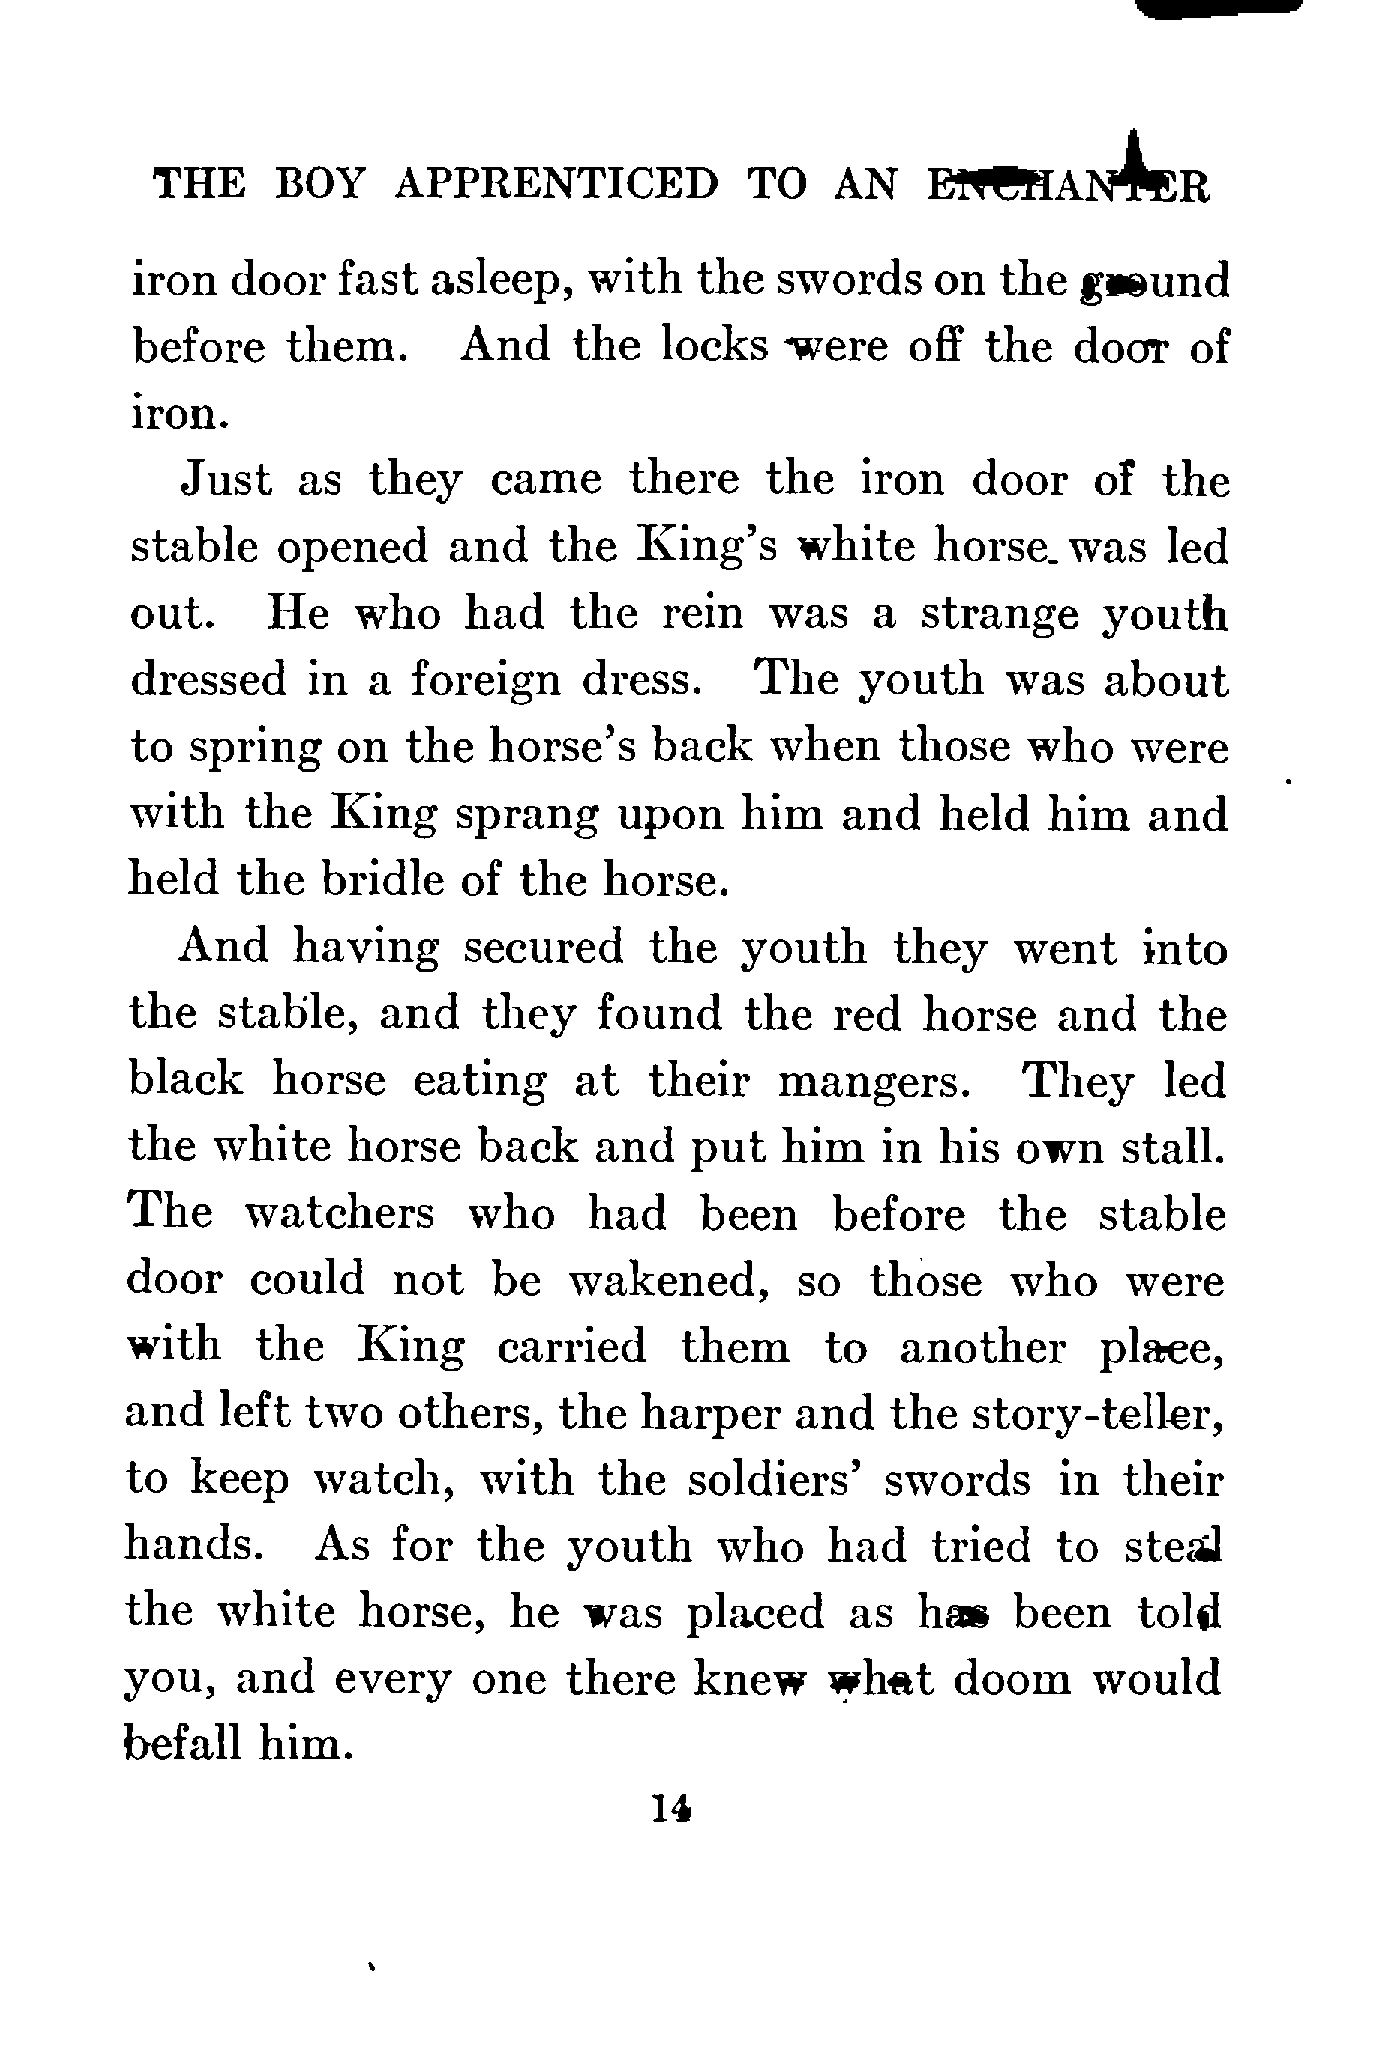 THE BOY APPRENTICED TO AN ENCHANTER
iron door fast asleep, with the swords on the ground
before them. And the locks were off the door of
iron.
Just as they came there the iron door of the
stable opened and the King's white horse was led
out. He who had the rein was a strange youth
dressed in a foreign dress. The youth was about
to spring on the horse's back when those who were
with the King sprang upon him and held him and
held the bridle of the horse.
And having secured the youth they went into
the stable, and they found the red horse and the
black horse eating at their mangers. They led
the white horse back and put him in his own stall.
The watchers who had been before the stable
door could not be wakened, so those who were
with the King carried them to another place,
and left two others, the harper and the story-teller,
to keep watch, with the soldiers' swords in their
hands. As for the youth who had tried to steal
the white horse, he was placed as has been told
you, and every one there knew what doom would
befall him.
14